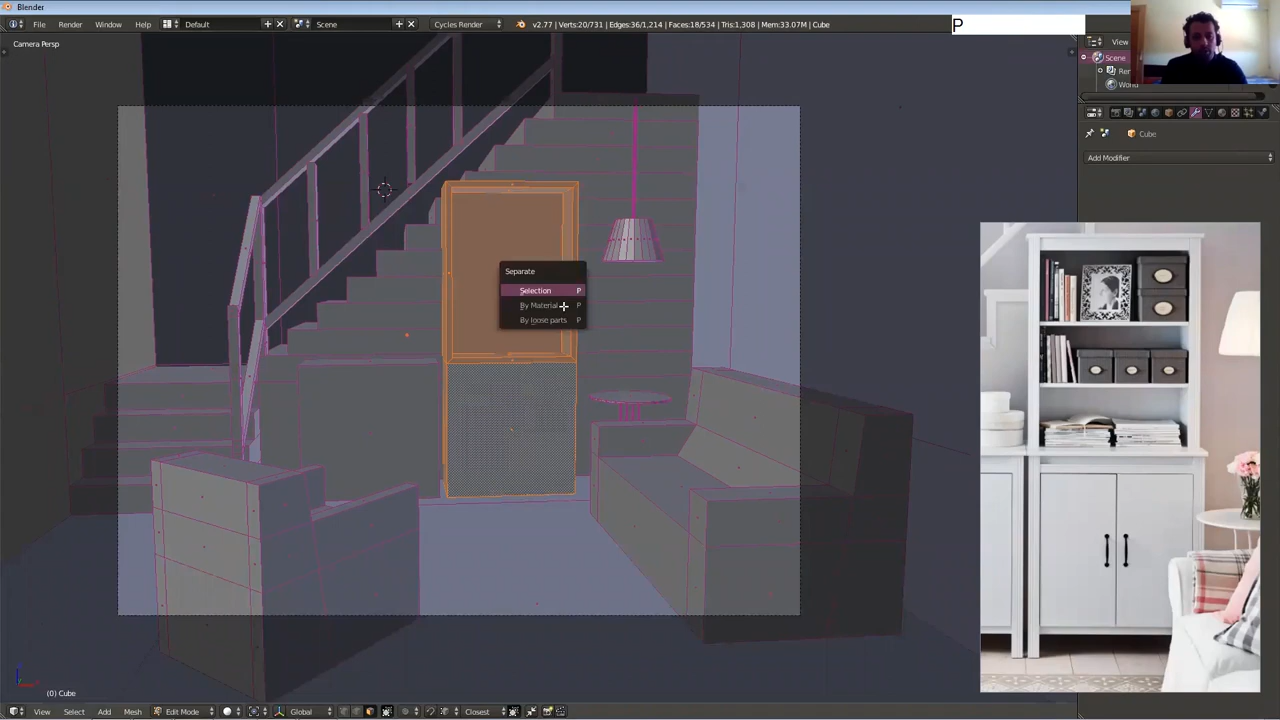 Blender
File Render Window Help Default Scene Cycles Render v2.77 | Verts:20/731 | Edges:36/1,214 | Faces:18/534 | Tris:1,308 | Mem:33.07M | Cube
P
Camera Persp
View
Scene
Ren
World
Cube
Add Modifier
Separate
Selection P
By Material P
By loose parts P
(0) Cube
View Select Add Mesh Edit Mode Global Closest